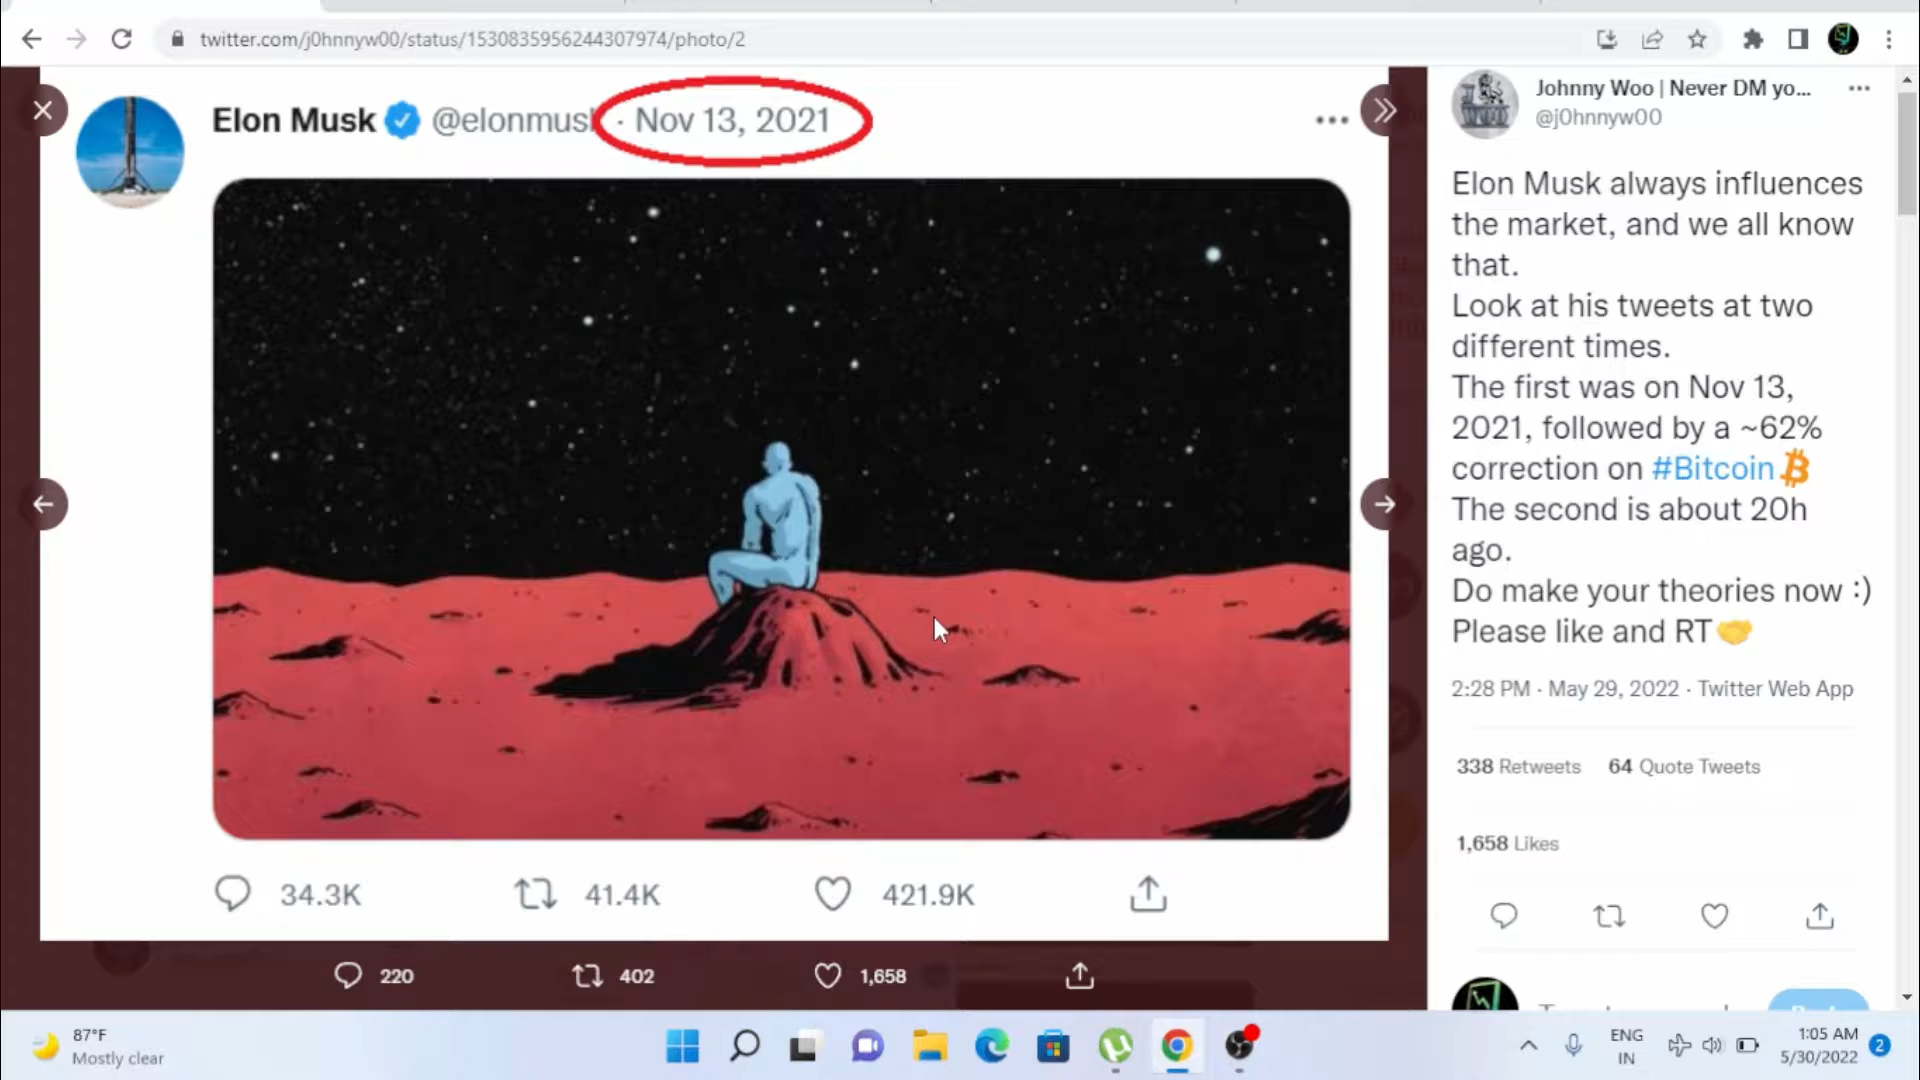 twitter.com/j0hnnyw00/status/1530835956244307974/photo/2
Elon Musk @elonmusk · Nov 13, 2021
34.3K 41.4K 421.9K
220 402 1,658
Johnny Woo | Never DM yo...
@j0hnnyw00
Elon Musk always influences
the market, and we all know
that.
Look at his tweets at two
different times.
The first was on Nov 13,
2021, followed by a ~62%
correction on #Bitcoin
The second is about 20h
ago.
Do make your theories now :)
Please like and RT
2:28 PM · May 29, 2022 · Twitter Web App
338 Retweets 64 Quote Tweets
1,658 Likes
87°F
Mostly clear
ENG
IN
1:05 AM
5/30/2022
2